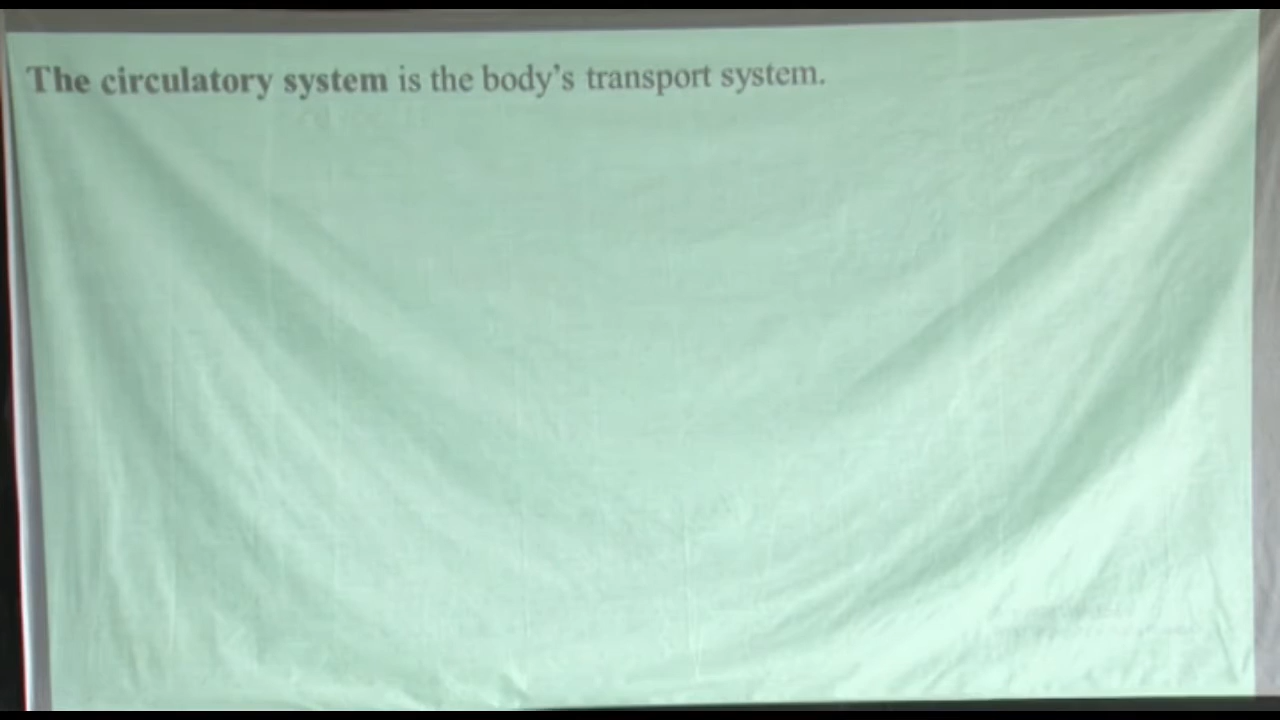 The circulatory system is the body’s transport system.